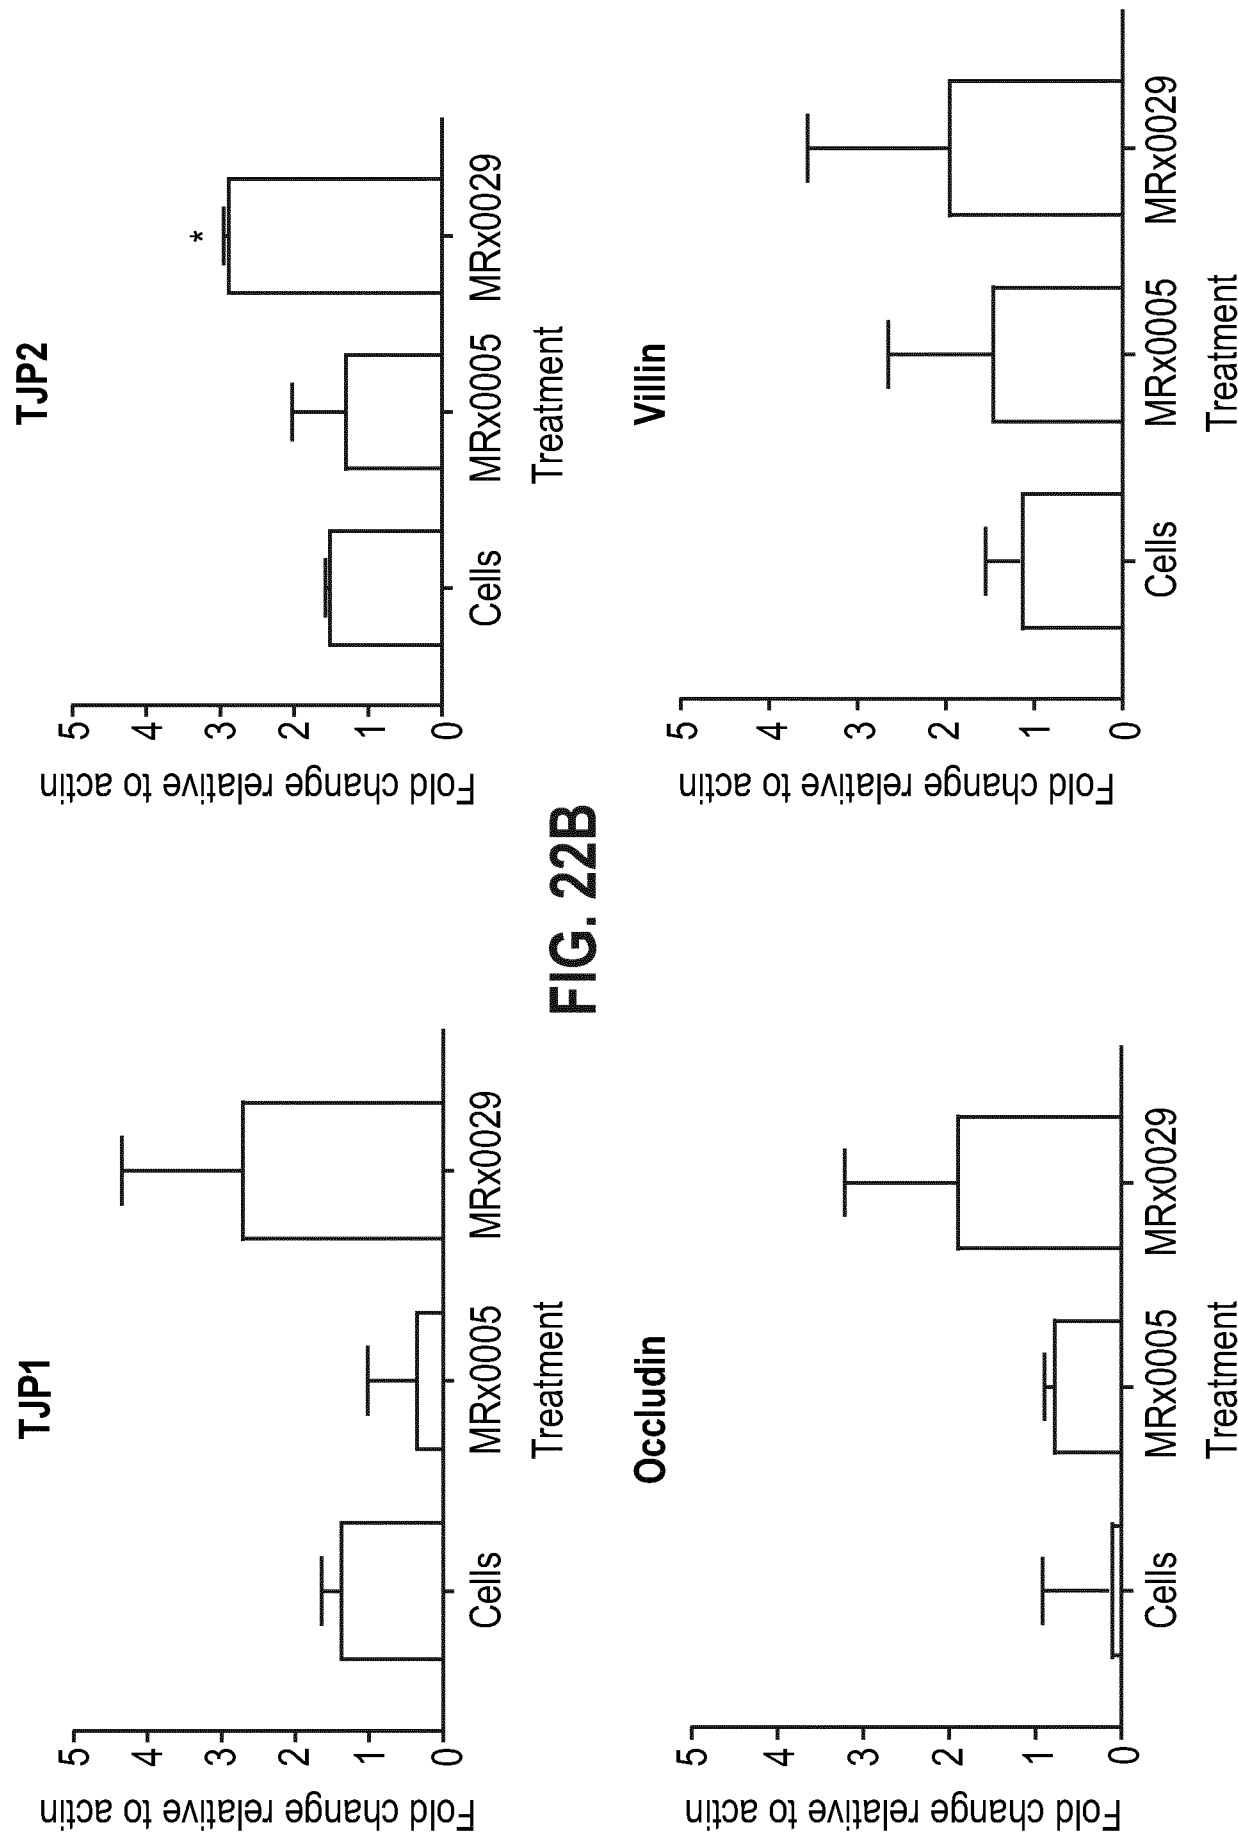 TJP1
Fold change relative to actin
5
4
3
2
1
0
Cells
MRx0005
MRx0029
Treatment
TJP2
Fold change relative to actin
5
4
3
2
1
0
*
Cells
MRx0005
MRx0029
Treatment
FIG. 22B
Occludin
Fold change relative to actin
5
4
3
2
1
0
Cells
MRx0005
MRx0029
Treatment
Villin
Fold change relative to actin
5
4
3
2
1
0
Cells
MRx0005
MRx0029
Treatment